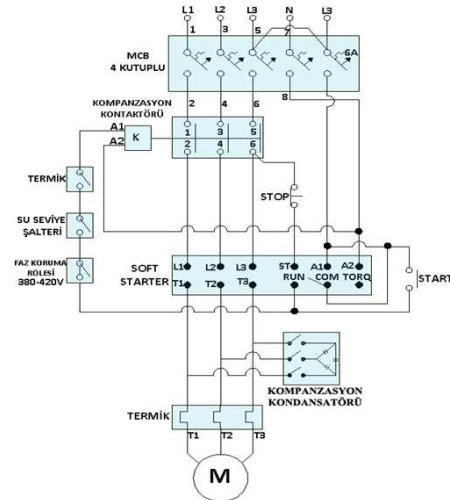 L1 L2 L3 N L3
1 3 5 7
MCB
4 KUTUPLU
6A
2 4 6 8
KOMPANZASYON
KONTAKTÖRÜ
A1
A2
K
1 3 5
2 4 6
TERMİK
STOP
SU SEVİYE
ŞALTERİ
FAZ KORUMA
RÖLESİ
380-420V
SOFT
STARTER
L1 L2 L3 ST A1 A2
RUN COM TORQ
T1 T2 T3
START
KOMPANZASYON
KONDANSATÖRÜ
TERMİK
T1 T2 T3
M